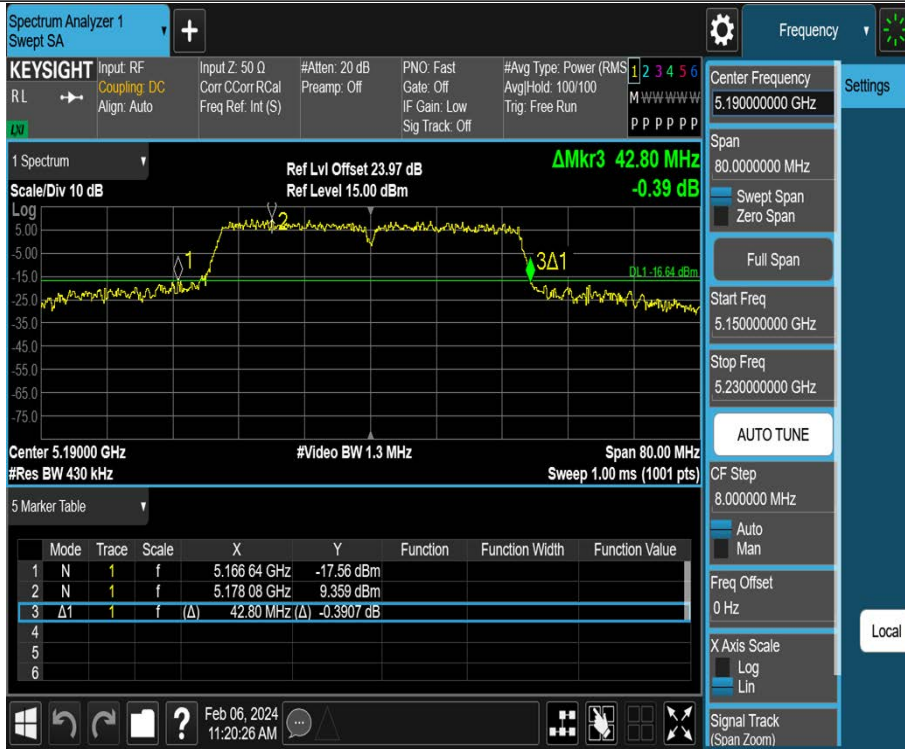 Spectrum Analyzer 1
Swept SA
+
Frequency
KEYSIGHT
RL
LXI
Input: RF
Coupling: DC
Align: Auto
Input Z: 50 Ω
Corr CCorr RCal
Freq Ref: Int (S)
#Atten: 20 dB
Preamp: Off
PNO: Fast
Gate: Off
IF Gain: Low
Sig Track: Off
#Avg Type: Power (RMS
Avg|Hold: 100/100
Trig: Free Run
1 2 3 4 5 6
M W W W W W
P P P P P P
1 Spectrum
Scale/Div 10 dB
Ref Lvl Offset 23.97 dB
Ref Level 15.00 dBm
ΔMkr3 42.80 MHz
-0.39 dB
Log
5.00
-5.00
-15.0
-25.0
-35.0
-45.0
-55.0
-65.0
-75.0
1
2
3Δ1
DL1 -16.64 dBm
Center 5.19000 GHz
#Res BW 430 kHz
#Video BW 1.3 MHz
Span 80.00 MHz
Sweep 1.00 ms (1001 pts)
5 Marker Table
Mode Trace Scale X Y Function Function Width Function Value
1 N 1 f 5.166 64 GHz -17.56 dBm
2 N 1 f 5.178 08 GHz 9.359 dBm
3 Δ1 1 f (Δ) 42.80 MHz (Δ) -0.3907 dB
4
5
6
?
Feb 06, 2024
11:20:26 AM
Center Frequency
5.190000000 GHz
Span
80.0000000 MHz
Swept Span
Zero Span
Full Span
Start Freq
5.150000000 GHz
Stop Freq
5.230000000 GHz
AUTO TUNE
CF Step
8.000000 MHz
Auto
Man
Freq Offset
0 Hz
X Axis Scale
Log
Lin
Signal Track
(Span Zoom)
Settings
Local